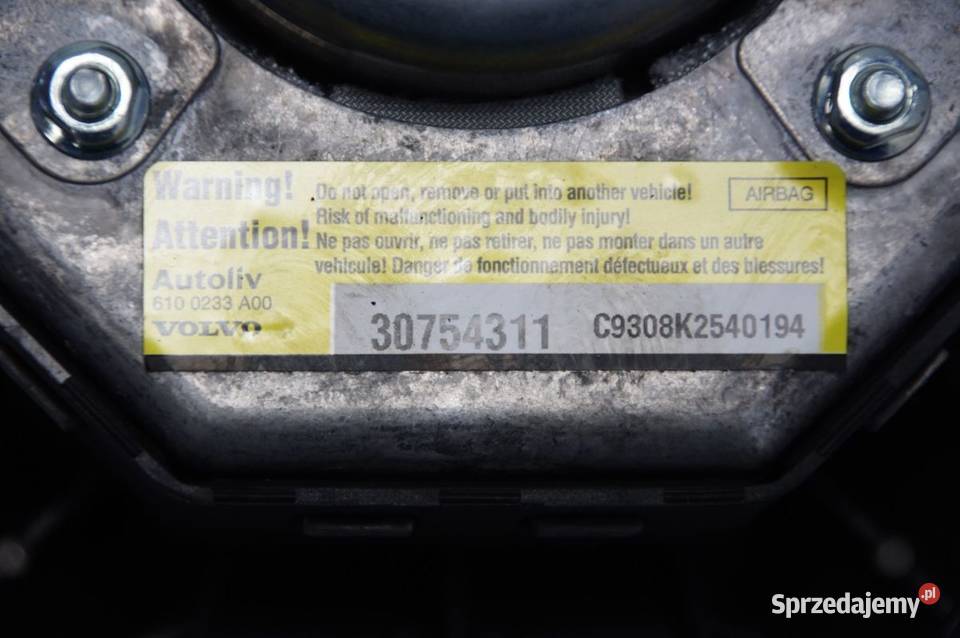 Warning! Do not open, remove or put into another vehicle! AIRBAG
Risk of malfunctioning and bodily injury!
Attention! Ne pas ouvrir, ne pas retirer, ne pas monter dans un autre
vehicule! Danger de fonctionnement défectueux et des blessures!
Autoliv
610 0233 A00
VOLVO
30754311 C9308K2540194
Sprzedajemy.pl